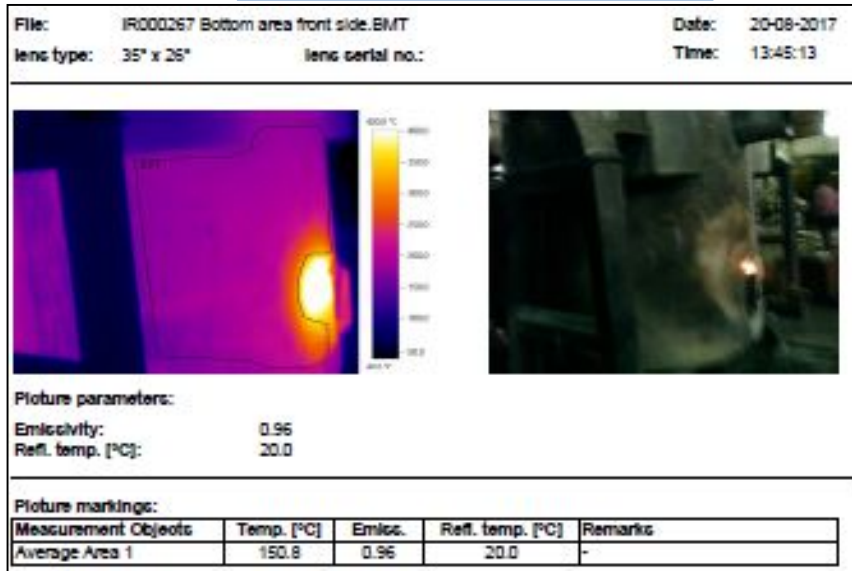 File: IR000267 Bottom area front side.BMT Date: 20-08-2017
lens type: 35° x 26° lens serial no.: Time: 13:45:13
Picture parameters:
Emissivity: 0.96
Refl. temp. [°C]: 20.0
Picture markings:
Measurement Objects Temp. [°C] Emiss. Refl. temp. [°C] Remarks
Average Area 1 150.8 0.96 20.0 -